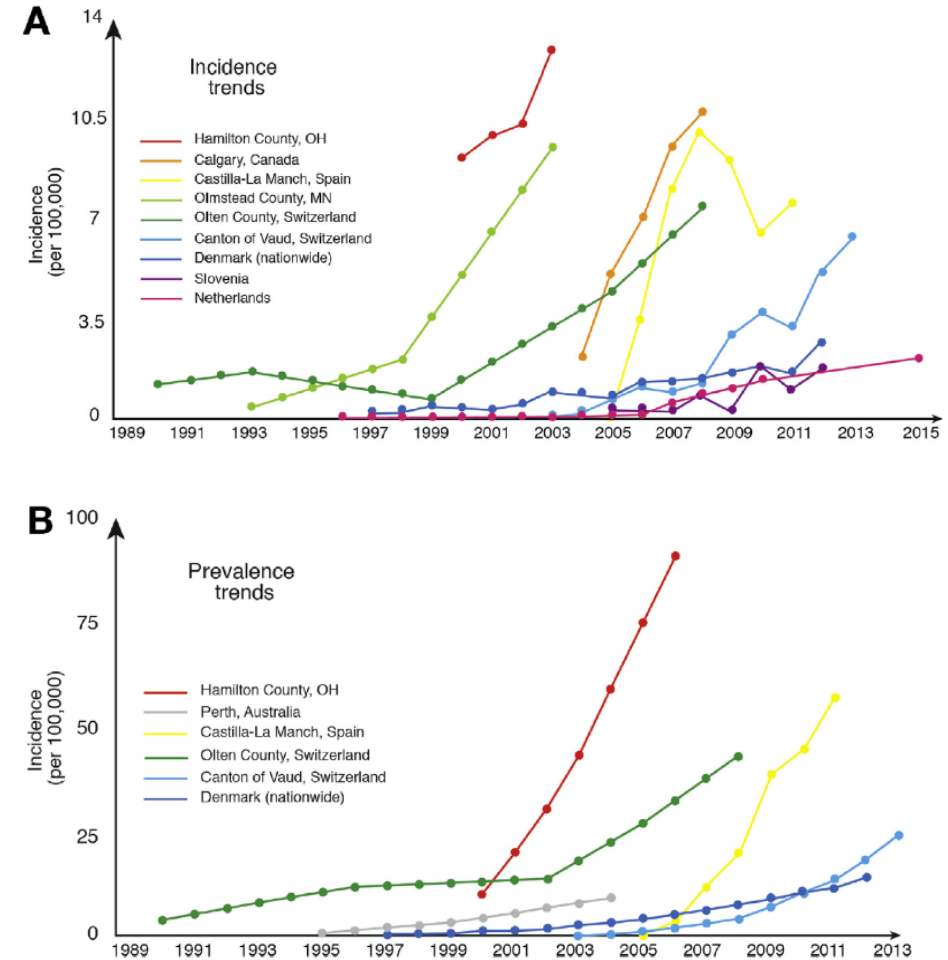 A
14
Incidence
trends
10.5
Hamilton County, OH
Calgary, Canada
Castilla-La Manch, Spain
Olmstead County, MN
Olten County, Switzerland
Canton of Vaud, Switzerland
Denmark (nationwide)
Slovenia
Netherlands
Incidence
(per 100,000)
7
3.5
0
1989 1991 1993 1995 1997 1999 2001 2003 2005 2007 2009 2011 2013 2015
B
100
Prevalence
trends
75
Hamilton County, OH
Perth, Australia
Castilla-La Manch, Spain
Olten County, Switzerland
Canton of Vaud, Switzerland
Denmark (nationwide)
Incidence
(per 100,000)
50
25
0
1989 1991 1993 1995 1997 1999 2001 2003 2005 2007 2009 2011 2013